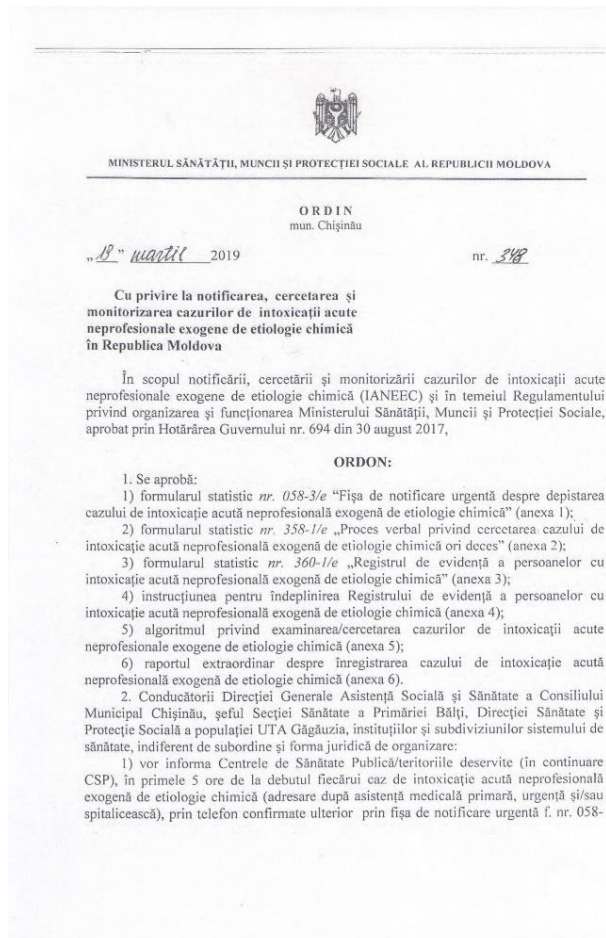 MINISTERUL SĂNĂTĂȚII, MUNCII ȘI PROTECȚIEI SOCIALE AL REPUBLICII MOLDOVA
ORDIN
mun. Chișinău
„19” martie 2019 nr. 348
Cu privire la notificarea, cercetarea și
monitorizarea cazurilor de intoxicații acute
neprofesionale exogene de etiologie chimică
în Republica Moldova
În scopul notificării, cercetării și monitorizării cazurilor de intoxicații acute
neprofesionale exogene de etiologie chimică (IANEEC) și în temeiul Regulamentului
privind organizarea și funcționarea Ministerului Sănătății, Muncii și Protecției Sociale,
aprobat prin Hotărârea Guvernului nr. 694 din 30 august 2017,
ORDON:
1. Se aprobă:
1) formularul statistic nr. 058-3/e “Fișa de notificare urgentă despre depistarea
cazului de intoxicație acută neprofesională exogenă de etiologie chimică” (anexa 1);
2) formularul statistic nr. 358-1/e „Proces verbal privind cercetarea cazului de
intoxicație acută neprofesională exogenă de etiologie chimică ori deces” (anexa 2);
3) formularul statistic nr. 360-1/e „Registrul de evidență a persoanelor cu
intoxicație acută neprofesională exogenă de etiologie chimică” (anexa 3);
4) instrucțiunea pentru îndeplinirea Registrului de evidență a persoanelor cu
intoxicație acută neprofesională exogenă de etiologie chimică (anexa 4);
5) algoritmul privind examinarea/cercetarea cazurilor de intoxicații acute
neprofesionale exogene de etiologie chimică (anexa 5);
6) raportul extraordinar despre înregistrarea cazului de intoxicație acută
neprofesională exogenă de etiologie chimică (anexa 6).
2. Conducătorii Direcției Generale Asistență Socială și Sănătate a Consiliului
Municipal Chișinău, șeful Secției Sănătate a Primăriei Bălți, Direcției Sănătate și
Protecție Socială a populației UTA Găgăuzia, instituțiilor și subdiviziunilor sistemului de
sănătate, indiferent de subordine și forma juridică de organizare:
1) vor informa Centrele de Sănătate Publică/teritoriile deservite (în continuare
CSP), în primele 5 ore de la debutul fiecărui caz de intoxicație acută neprofesională
exogenă de etiologie chimică (adresare după asistență medicală primară, urgență și/sau
spitalicească), prin telefon confirmate ulterior prin fișa de notificare urgentă f. nr. 058-